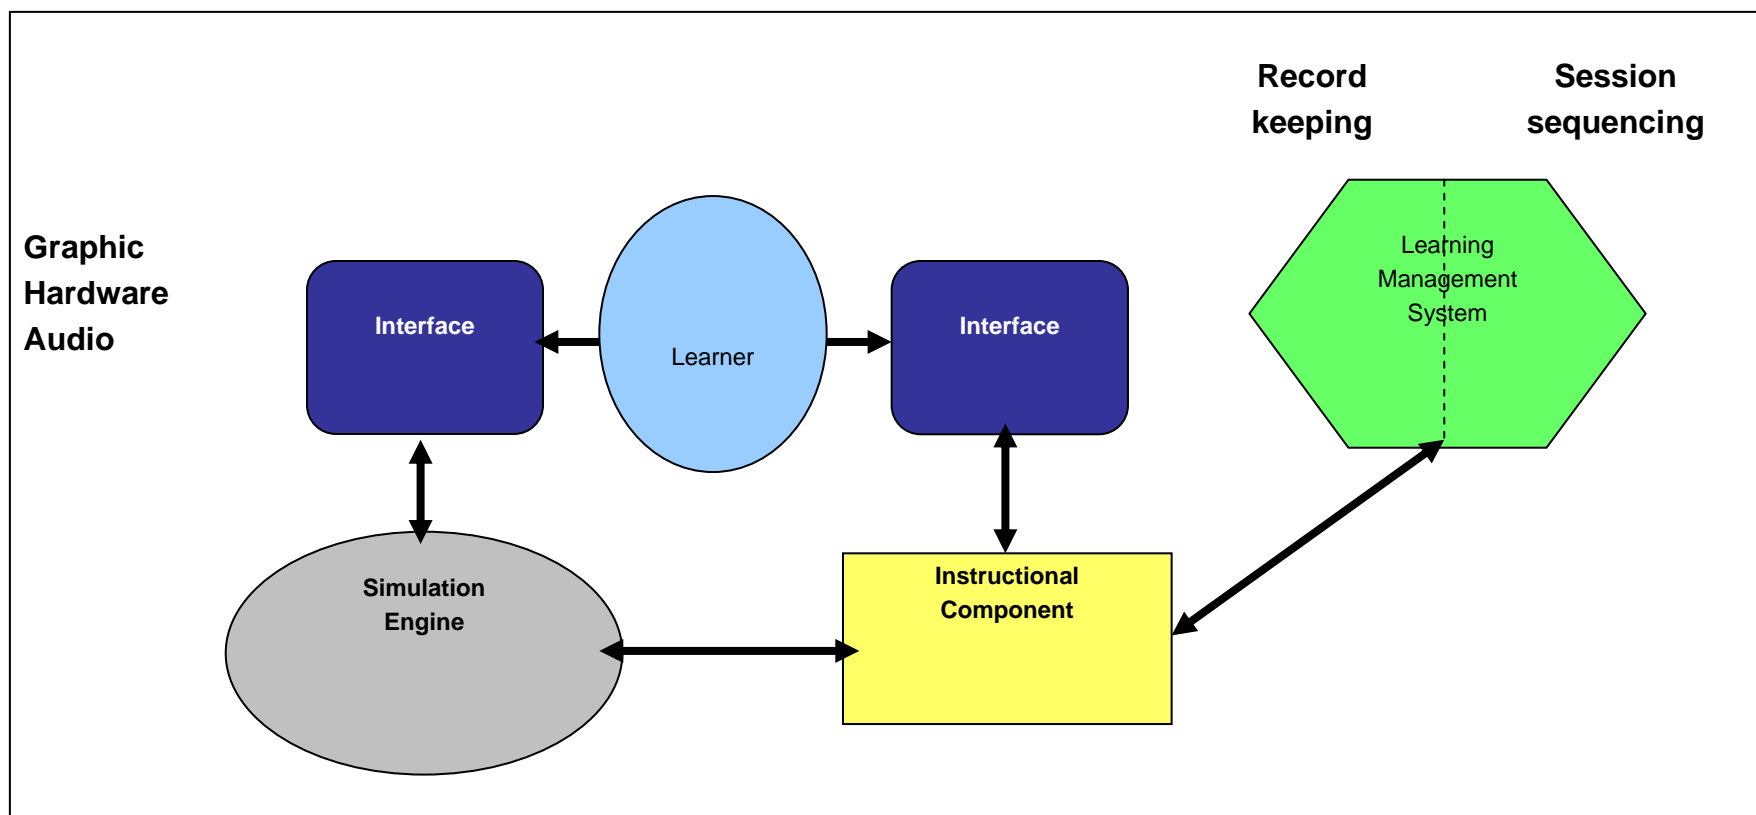 Record
keeping
Session
sequencing
Graphic
Hardware
Audio
Interface
Learner
Interface
Learning
Management
System
Simulation
Engine
Instructional
Component